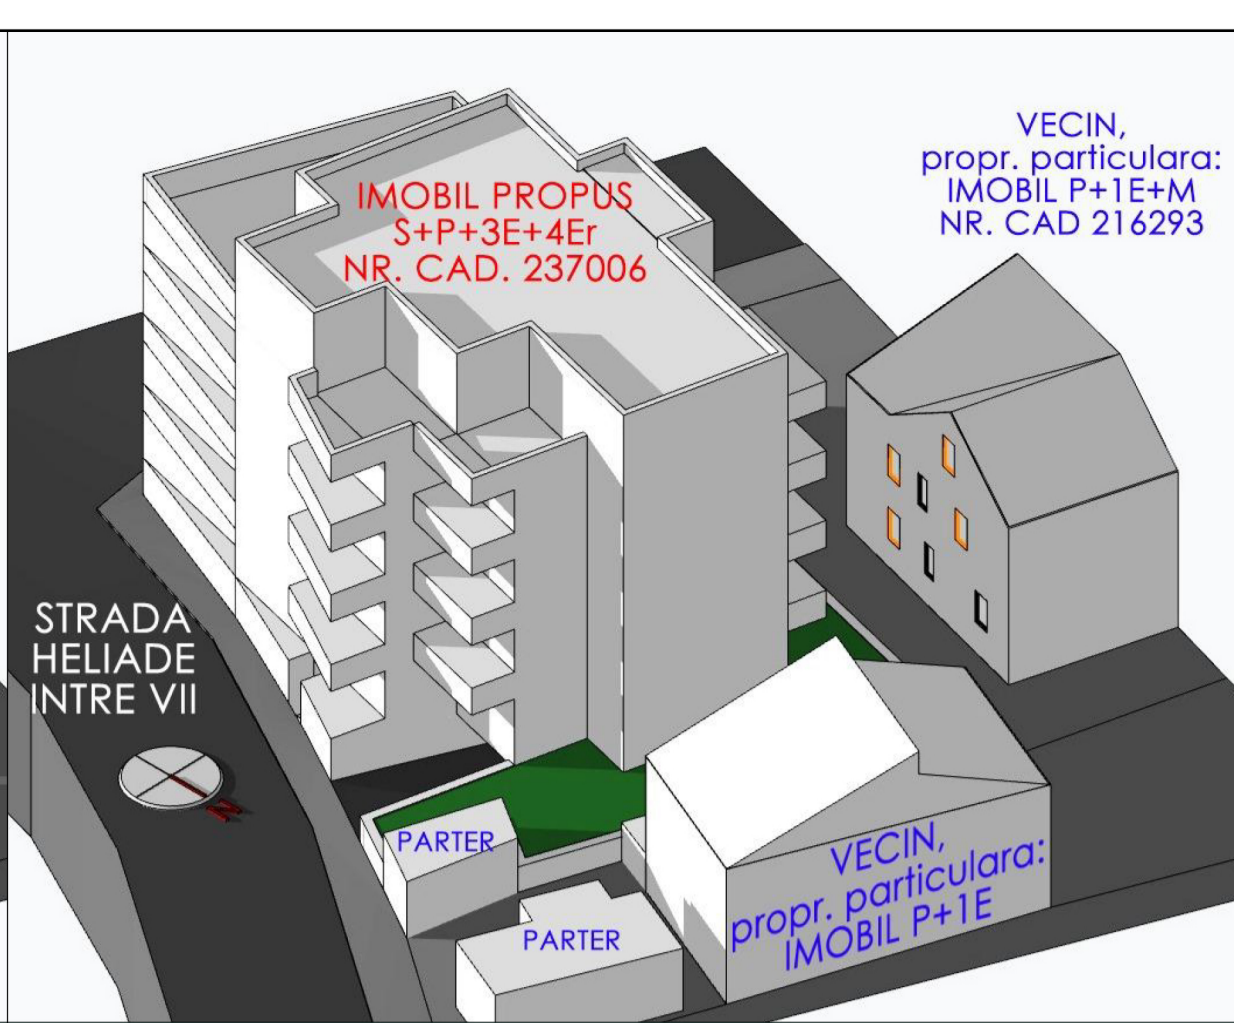 VECIN,
propr. particulara:
IMOBIL P+1E+M
NR. CAD 216293
IMOBIL PROPUS
S+P+3E+4Er
NR. CAD. 237006
STRADA
HELIADE
INTRE VII
N
PARTER
PARTER
VECIN,
propr. particulara:
IMOBIL P+1E